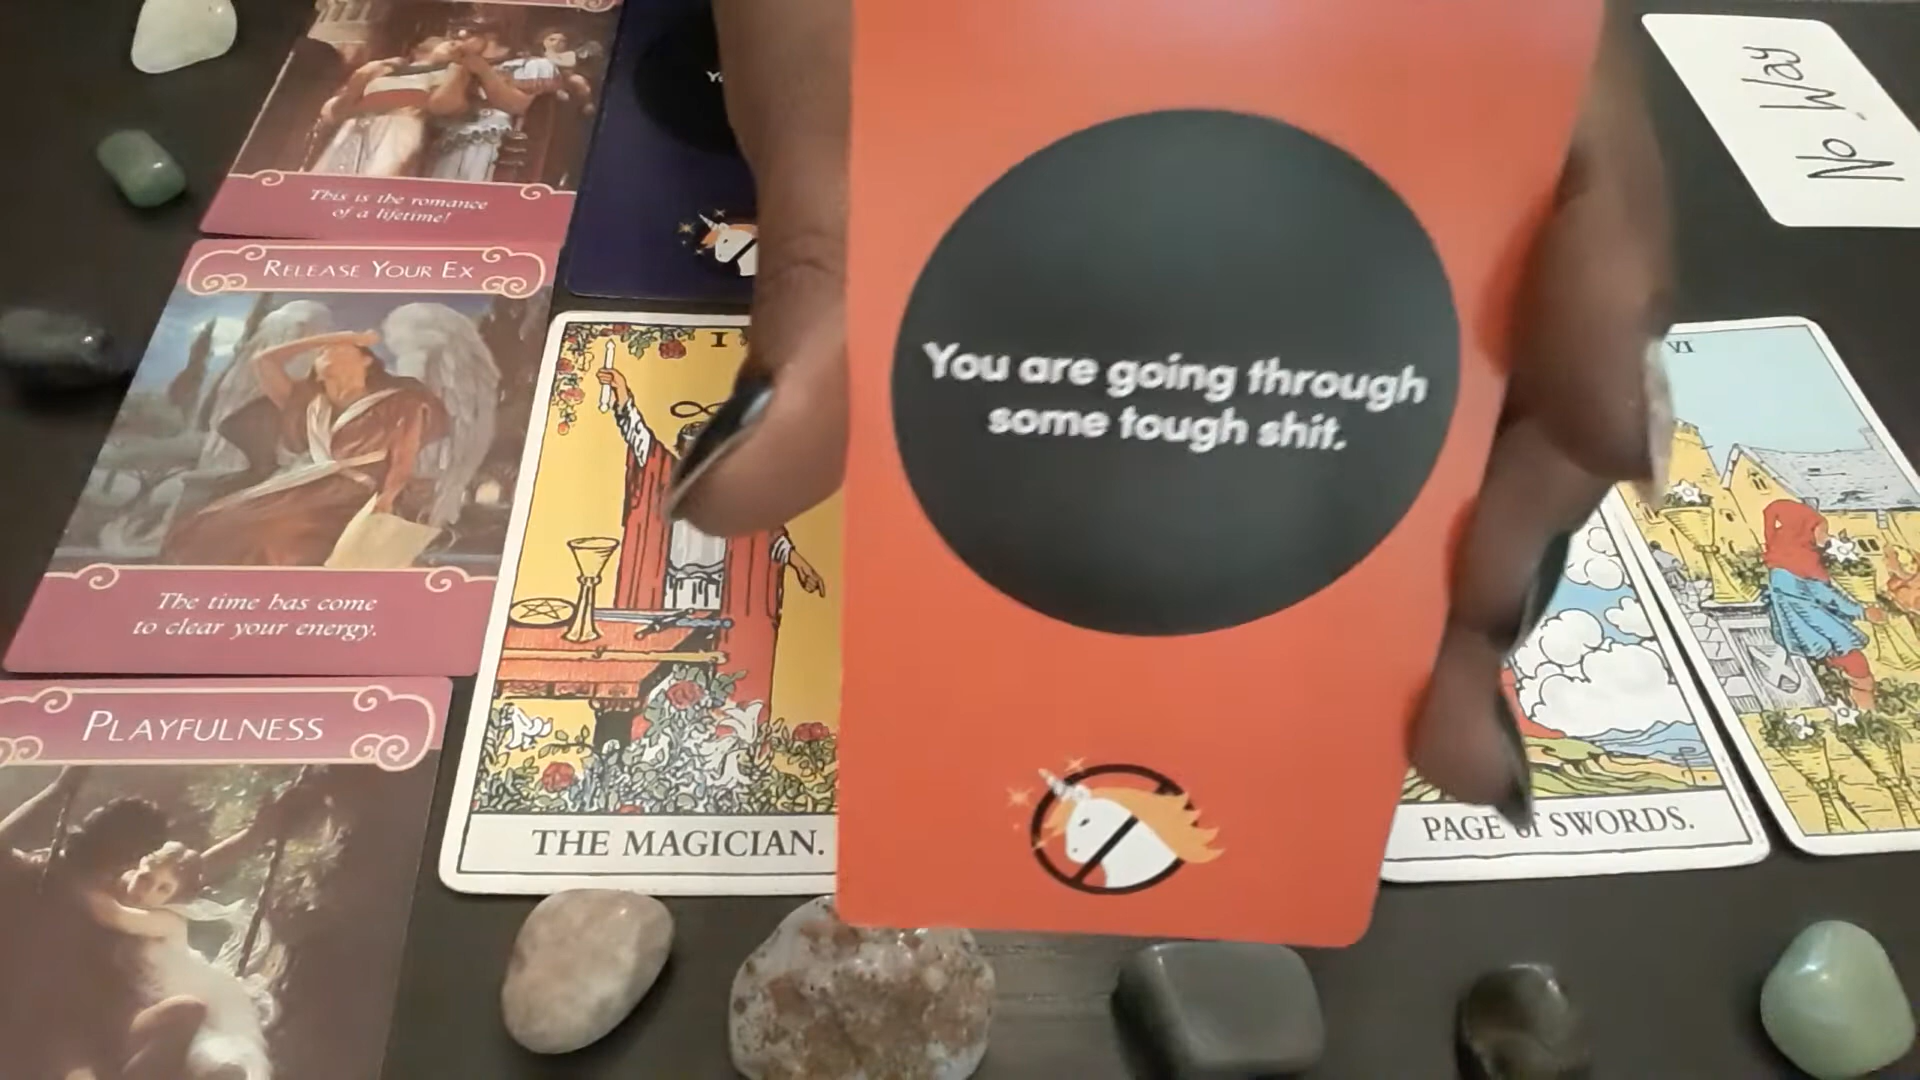 This is the romance
of a lifetime!
RELEASE YOUR EX
The time has come
to clear your energy.
PLAYFULNESS
I
THE MAGICIAN.
You are going through
some tough shit.
PAGE of SWORDS.
VI
No Way